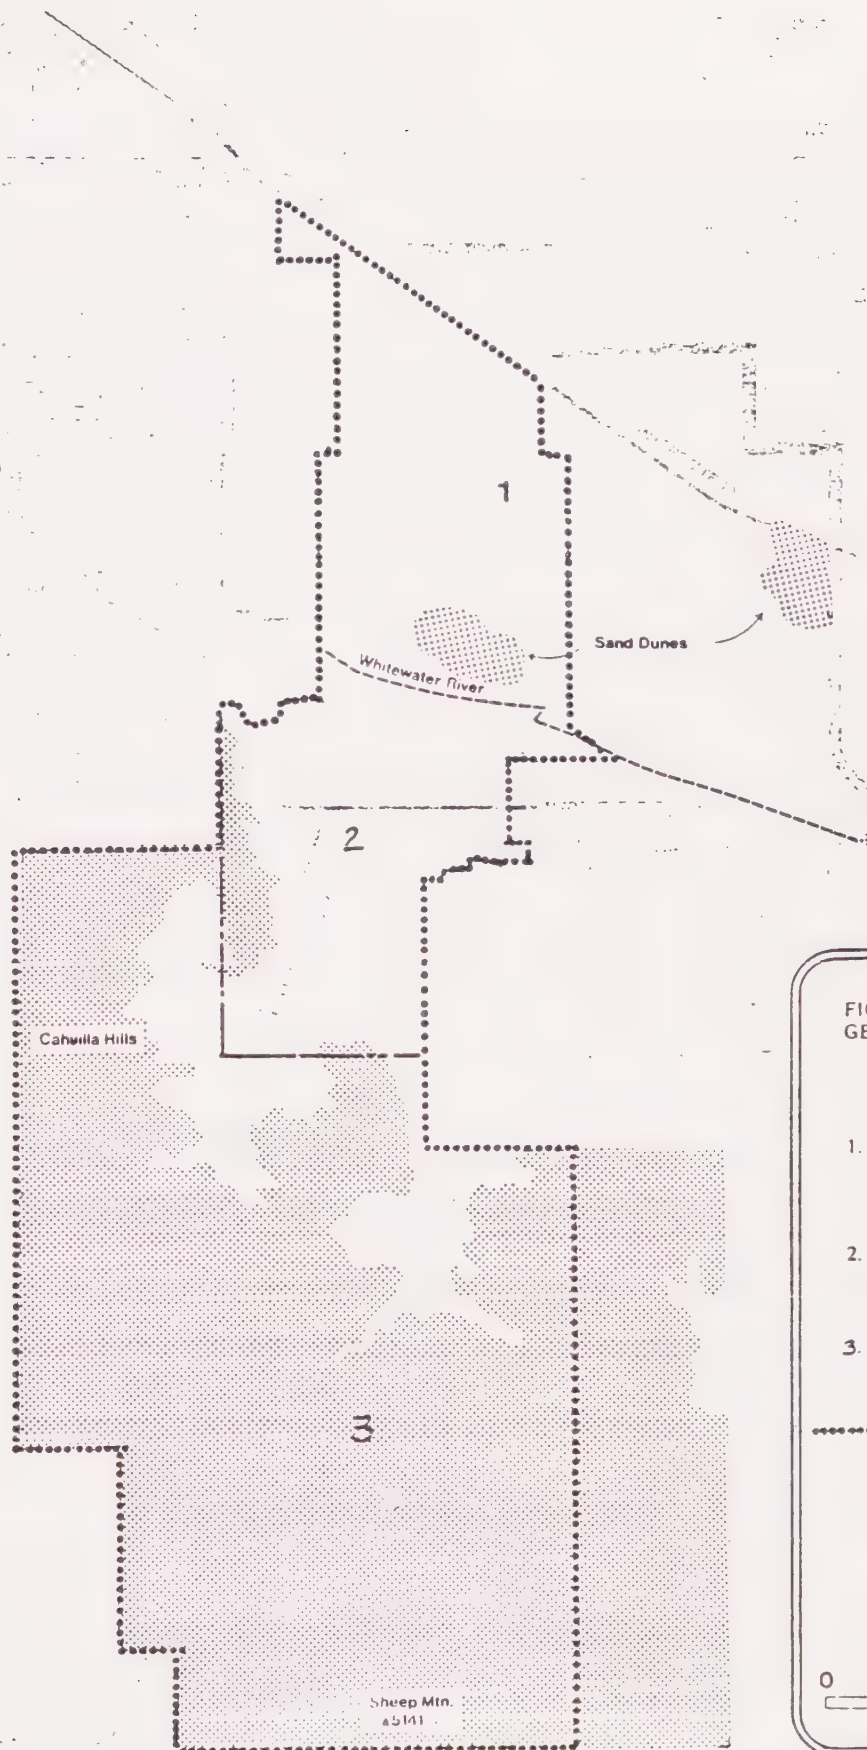 1
Sand Dunes
Whitewater River
2
Cahuilla Hills
3
Sheep Mtn.
5141
FI
GE
1.
2.
3.
0